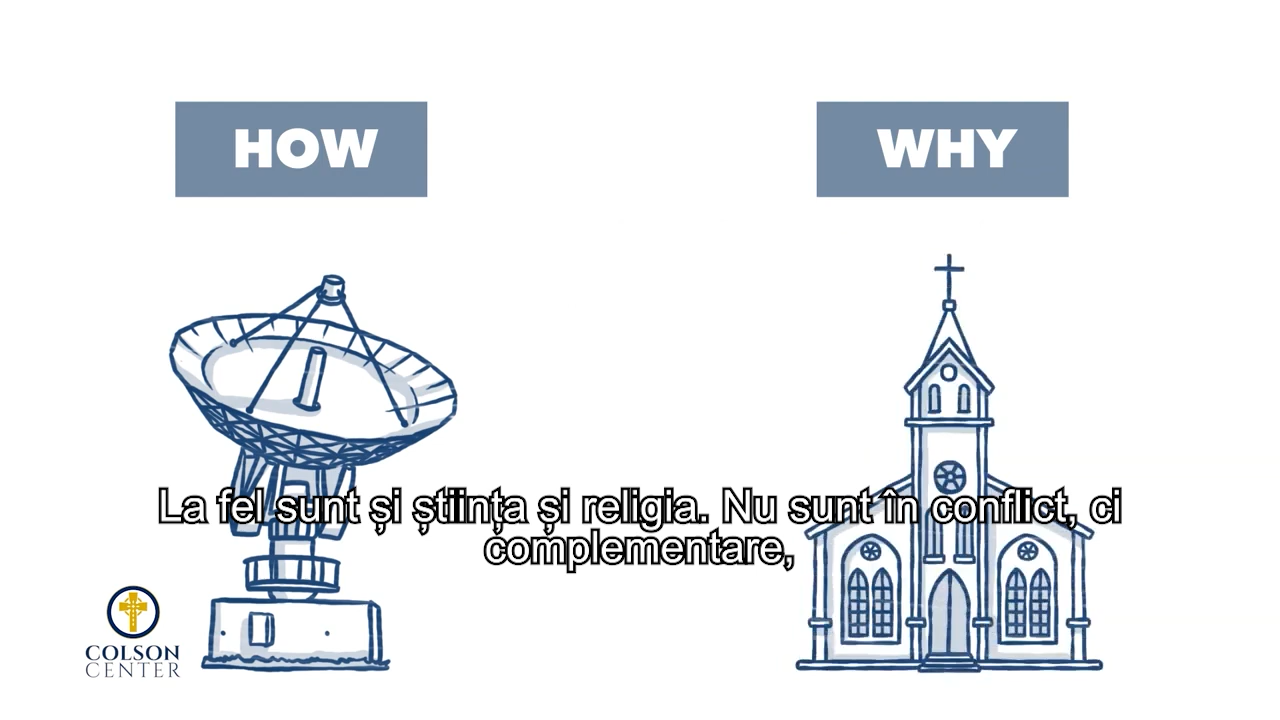 HOW
WHY
La fel sunt și știința și religia. Nu sunt în conflict, ci
complementare,
COLSON
CENTER